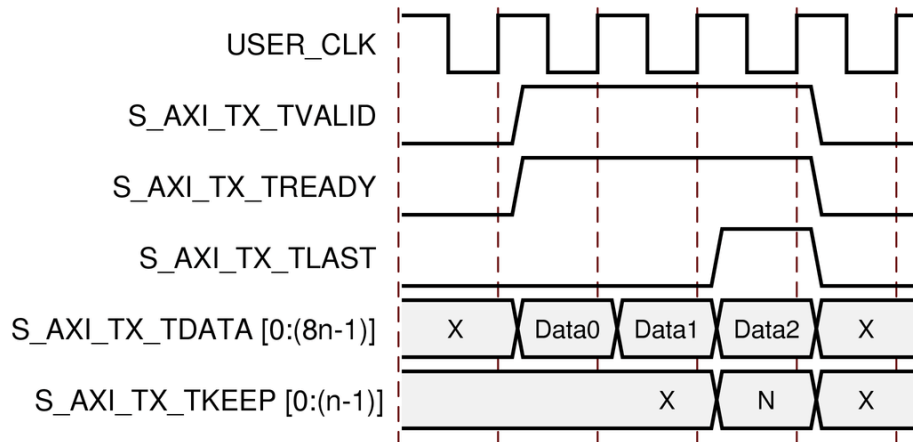 USER_CLK
S_AXI_TX_TVALID
S_AXI_TX_TREADY
S_AXI_TX_TLAST
S_AXI_TX_TDATA [0:(8n-1)] X Data0 Data1 Data2 X
S_AXI_TX_TKEEP [0:(n-1)] X N X